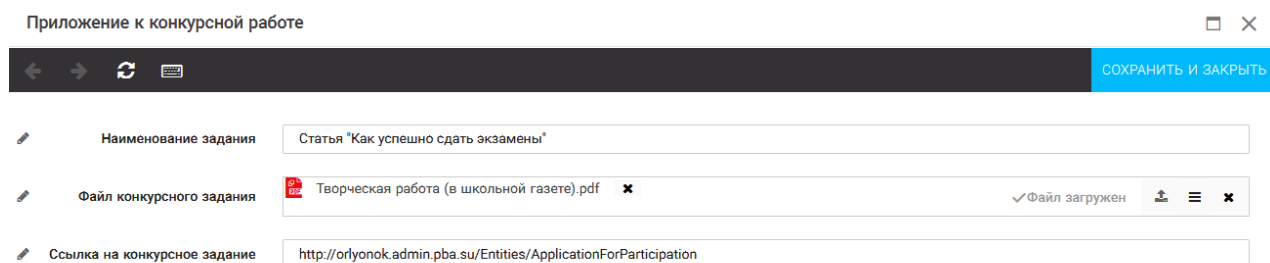 Приложение к конкурсной работе
СОХРАНИТЬ И ЗАКРЫТЬ
Наименование задания Статья "Как успешно сдать экзамены"
Файл конкурсного задания Творческая работа (в школьной газете).pdf Файл загружен
Ссылка на конкурсное задание http://orlyonok.admin.pba.su/Entities/ApplicationForParticipation